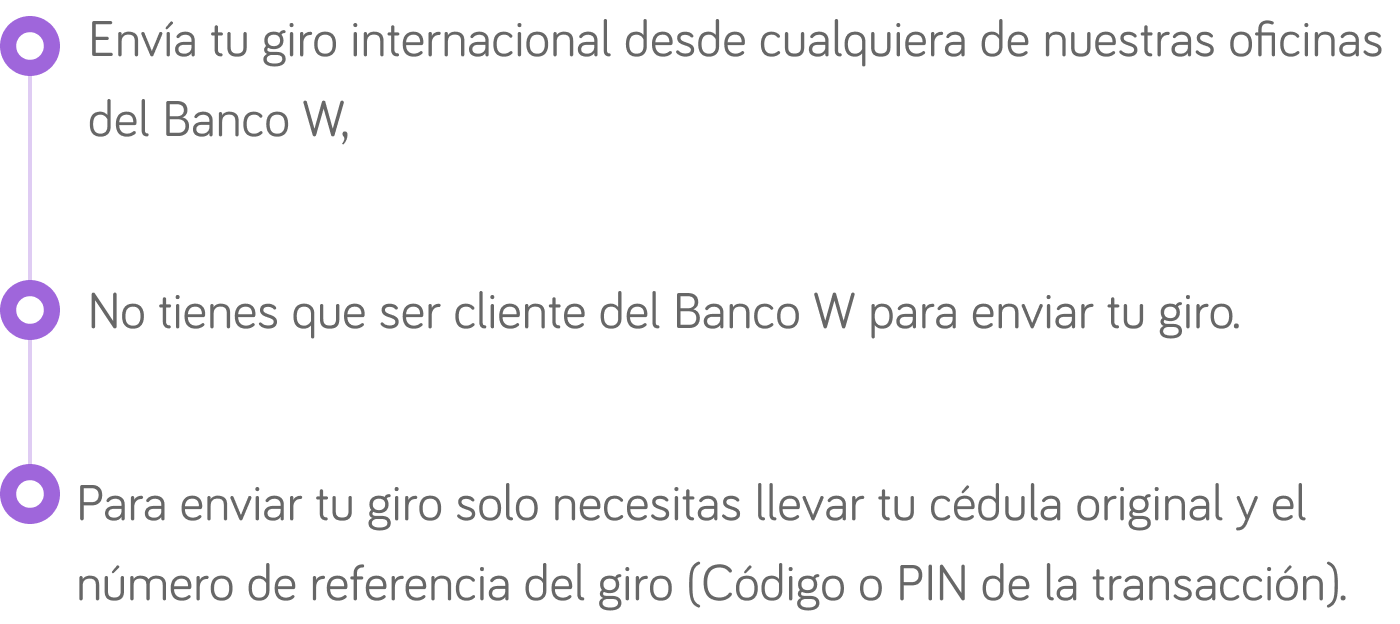 Envía tu giro internacional desde cualquiera de nuestras oficinas
del Banco W,
No tienes que ser cliente del Banco W para enviar tu giro.
Para enviar tu giro solo necesitas llevar tu cédula original y el
número de referencia del giro (Código o PIN de la transacción).